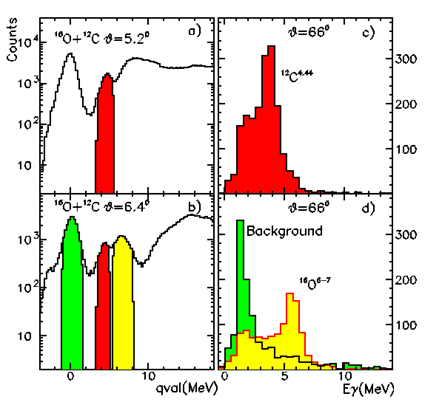 ¹⁶O+¹²C ϑ=5.2⁰ a)
ϑ=66⁰ c)
Counts
10⁴
10³
10²
10
¹²C⁴·⁴⁴
300
200
100
¹⁶O+¹²C ϑ=6.4⁰ b)
ϑ=66⁰ d)
10³
10²
10
Background
¹⁶O⁶⁻⁷
300
200
100
0 10
qval(MeV)
0 5 10
Eγ(MeV)